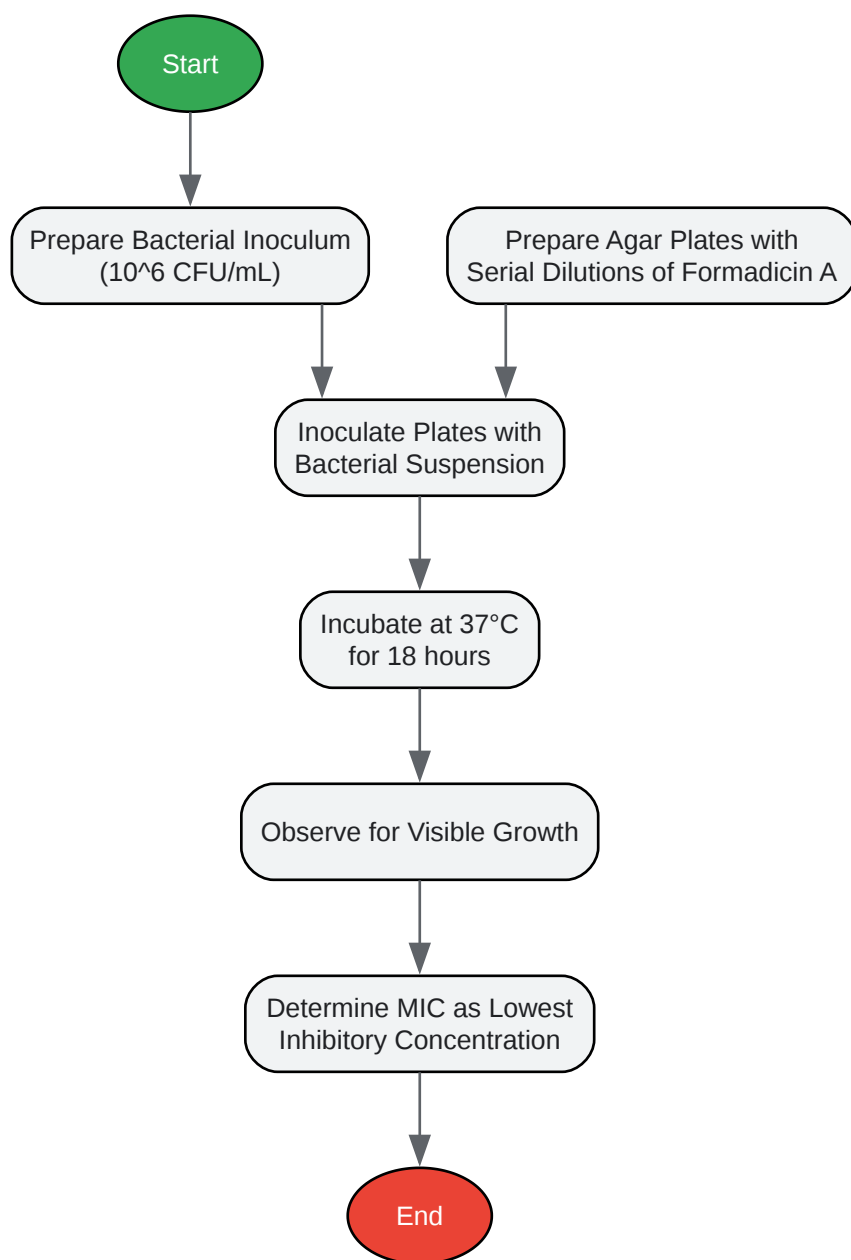 Start
Prepare Bacterial Inoculum
(10^6 CFU/mL)
Prepare Agar Plates with
Serial Dilutions of Formadicin A
Inoculate Plates with
Bacterial Suspension
Incubate at 37°C
for 18 hours
Observe for Visible Growth
Determine MIC as Lowest
Inhibitory Concentration
End